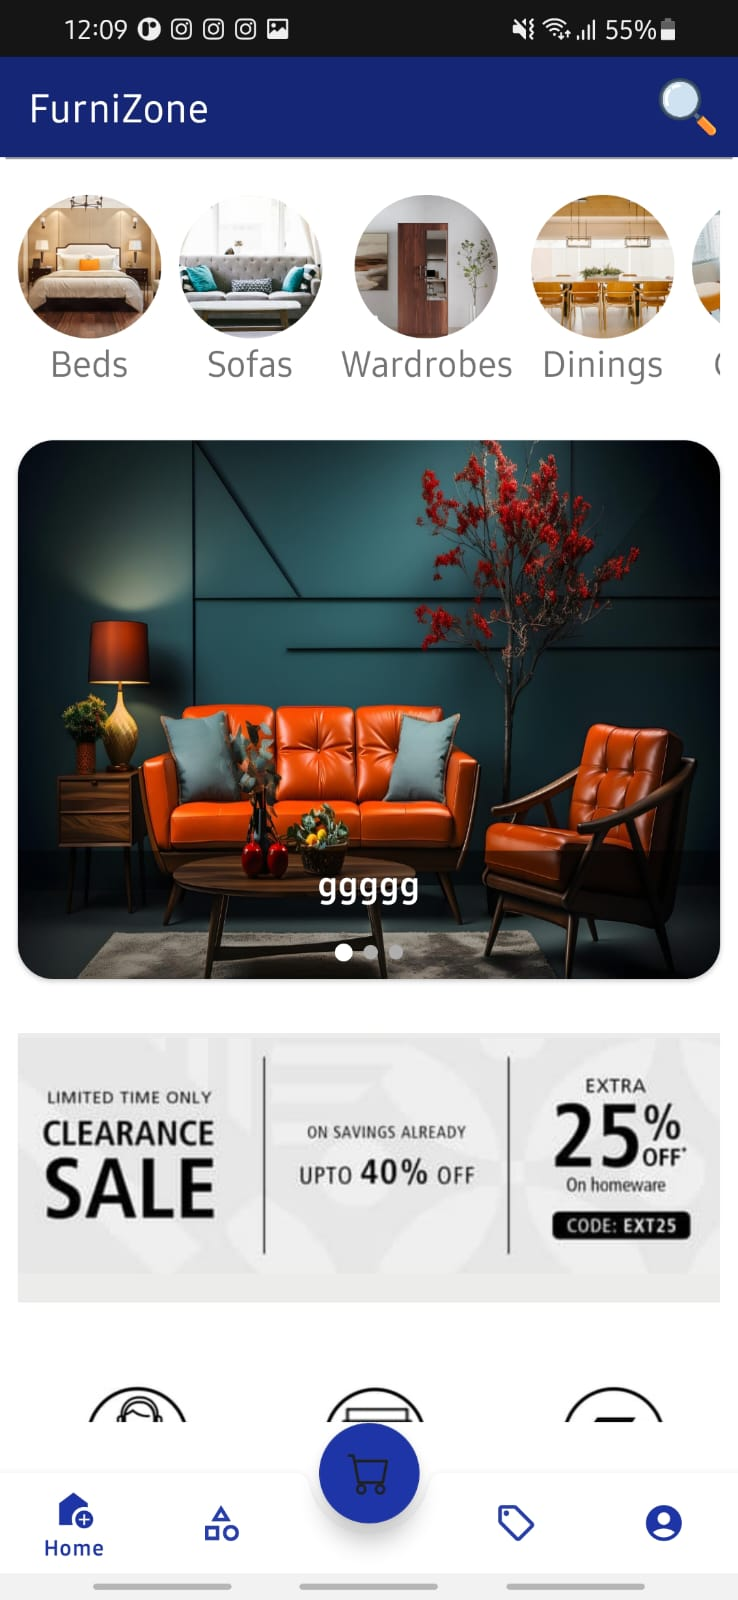 12:09
55%
FurniZone
Beds
Sofas
Wardrobes
Dinings
ggggg
LIMITED TIME ONLY
CLEARANCE
SALE
ON SAVINGS ALREADY
UPTO 40% OFF
EXTRA
25%
OFF*
On homeware
CODE: EXT25
Home